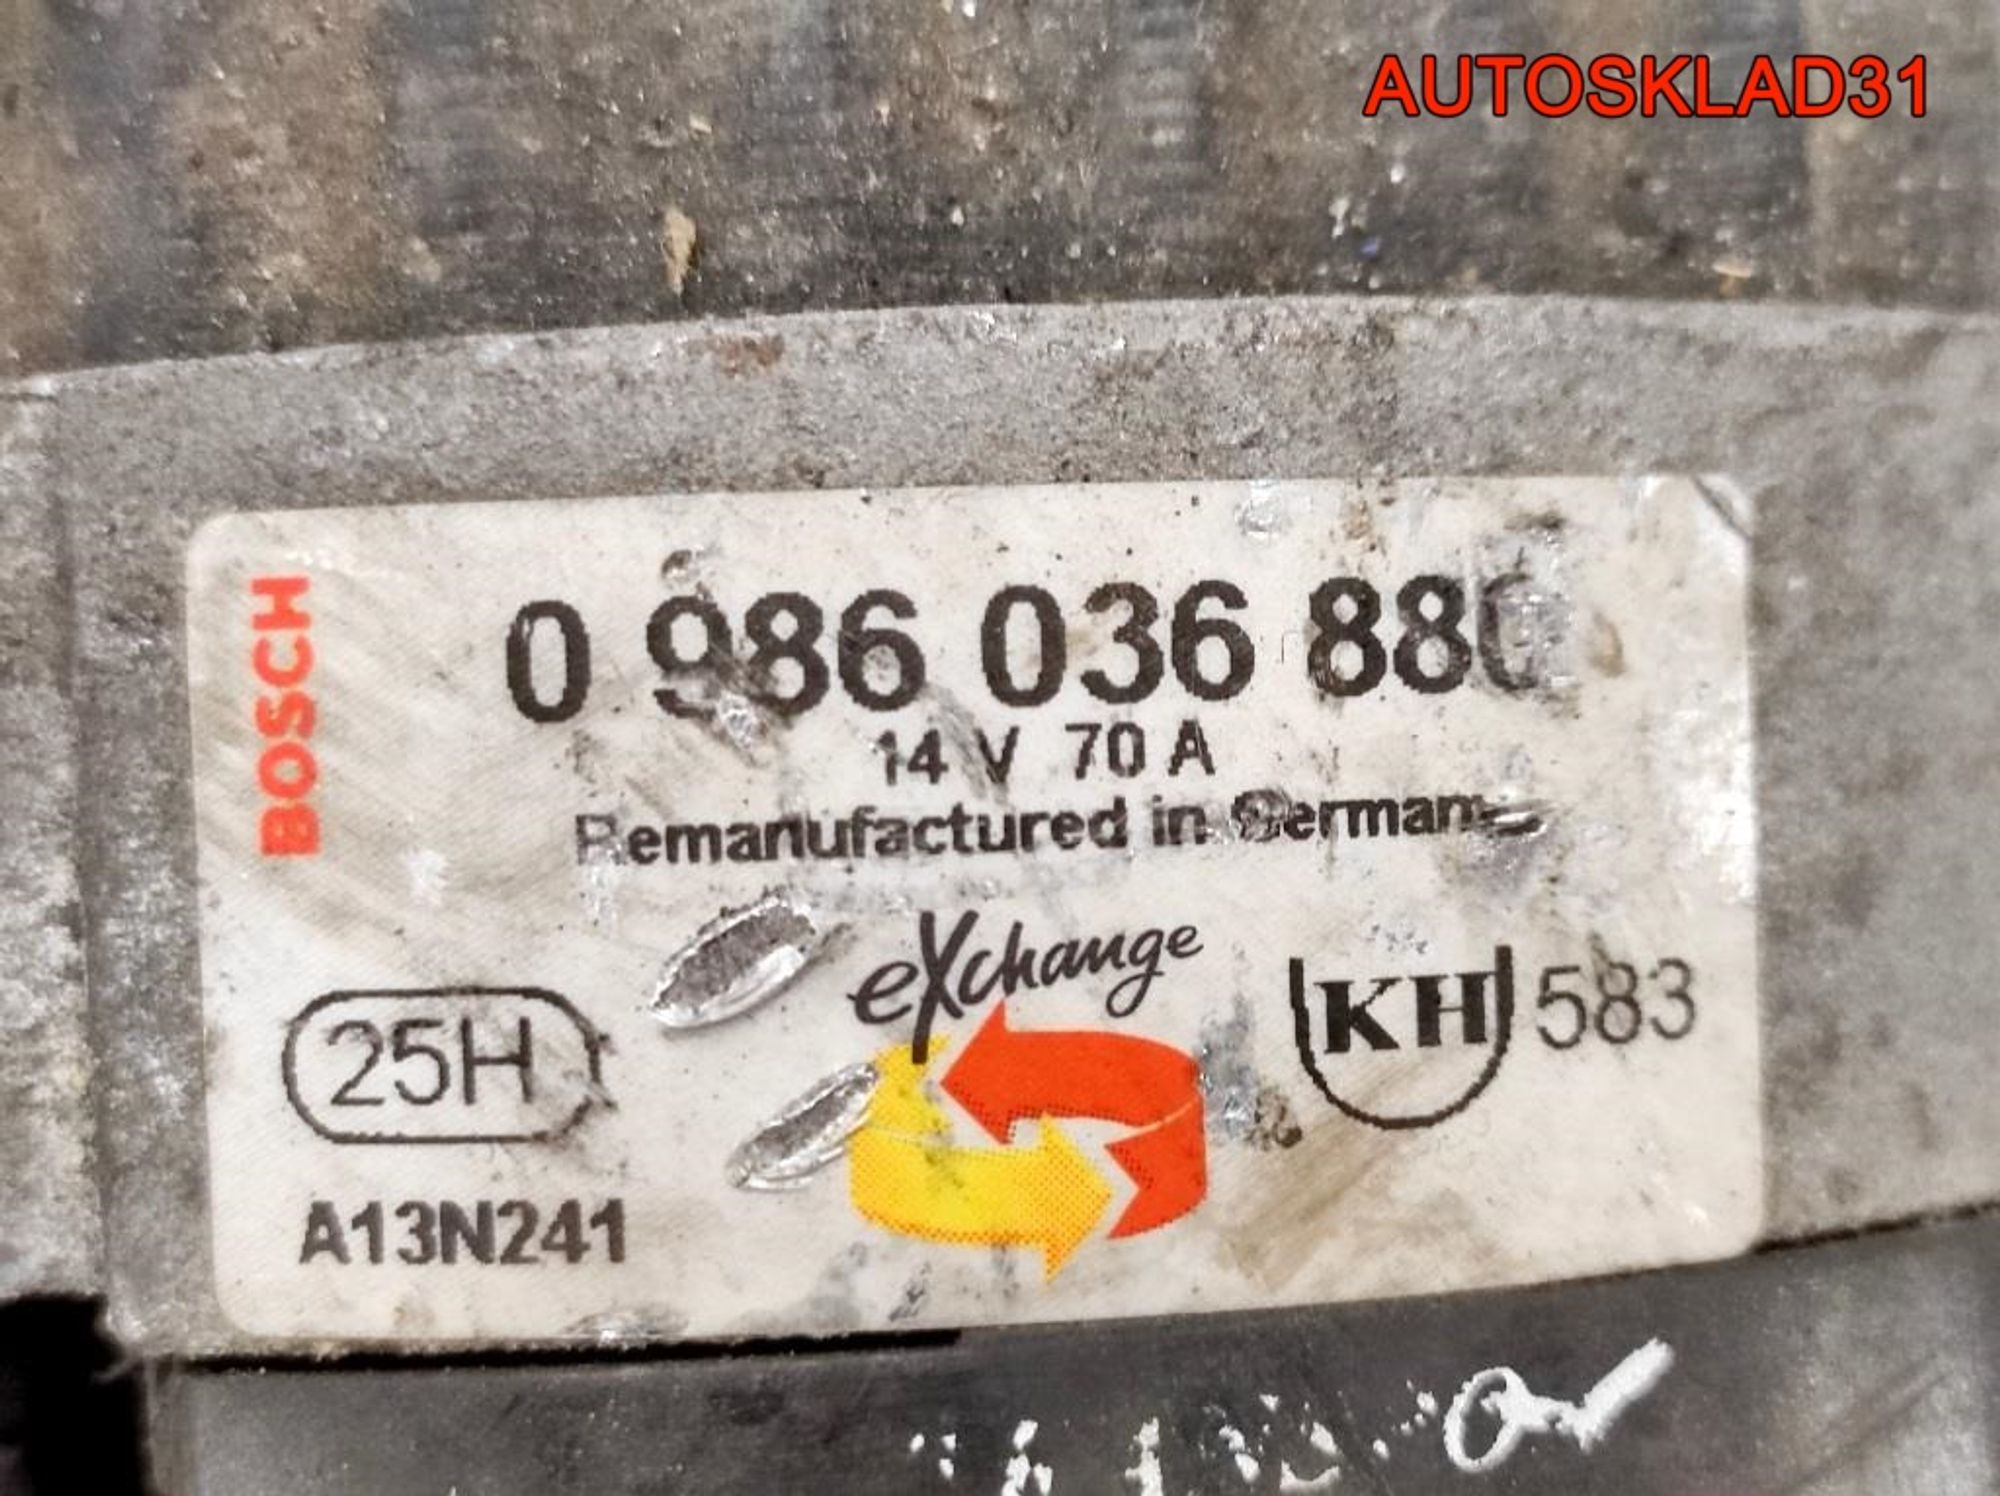 AUTOSKLAD31
BOSCH
0 986 036 880
14 V 70 A
Remanufactured in Germany
eXchange
KH 583
25H
A13N241